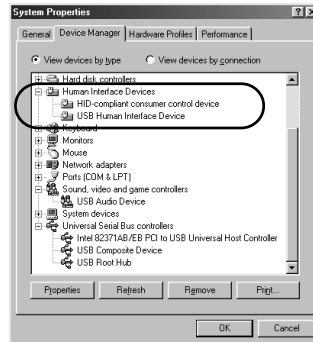 System Properties
General Device Manager Hardware Profiles Performance
View devices by type View devices by connection
Hard disk controllers
Human Interface Devices
HID-compliant consumer control device
USB Human Interface Device
Keyboard
Monitors
Mouse
Network adapters
Ports (COM & LPT)
Sound, video and game controllers
USB Audio Device
System devices
Universal Serial Bus controllers
Intel 82371AB/EB PCI to USB Universal Host Controller
USB Composite Device
USB Root Hub
Properties Refresh Remove Print...
OK Cancel